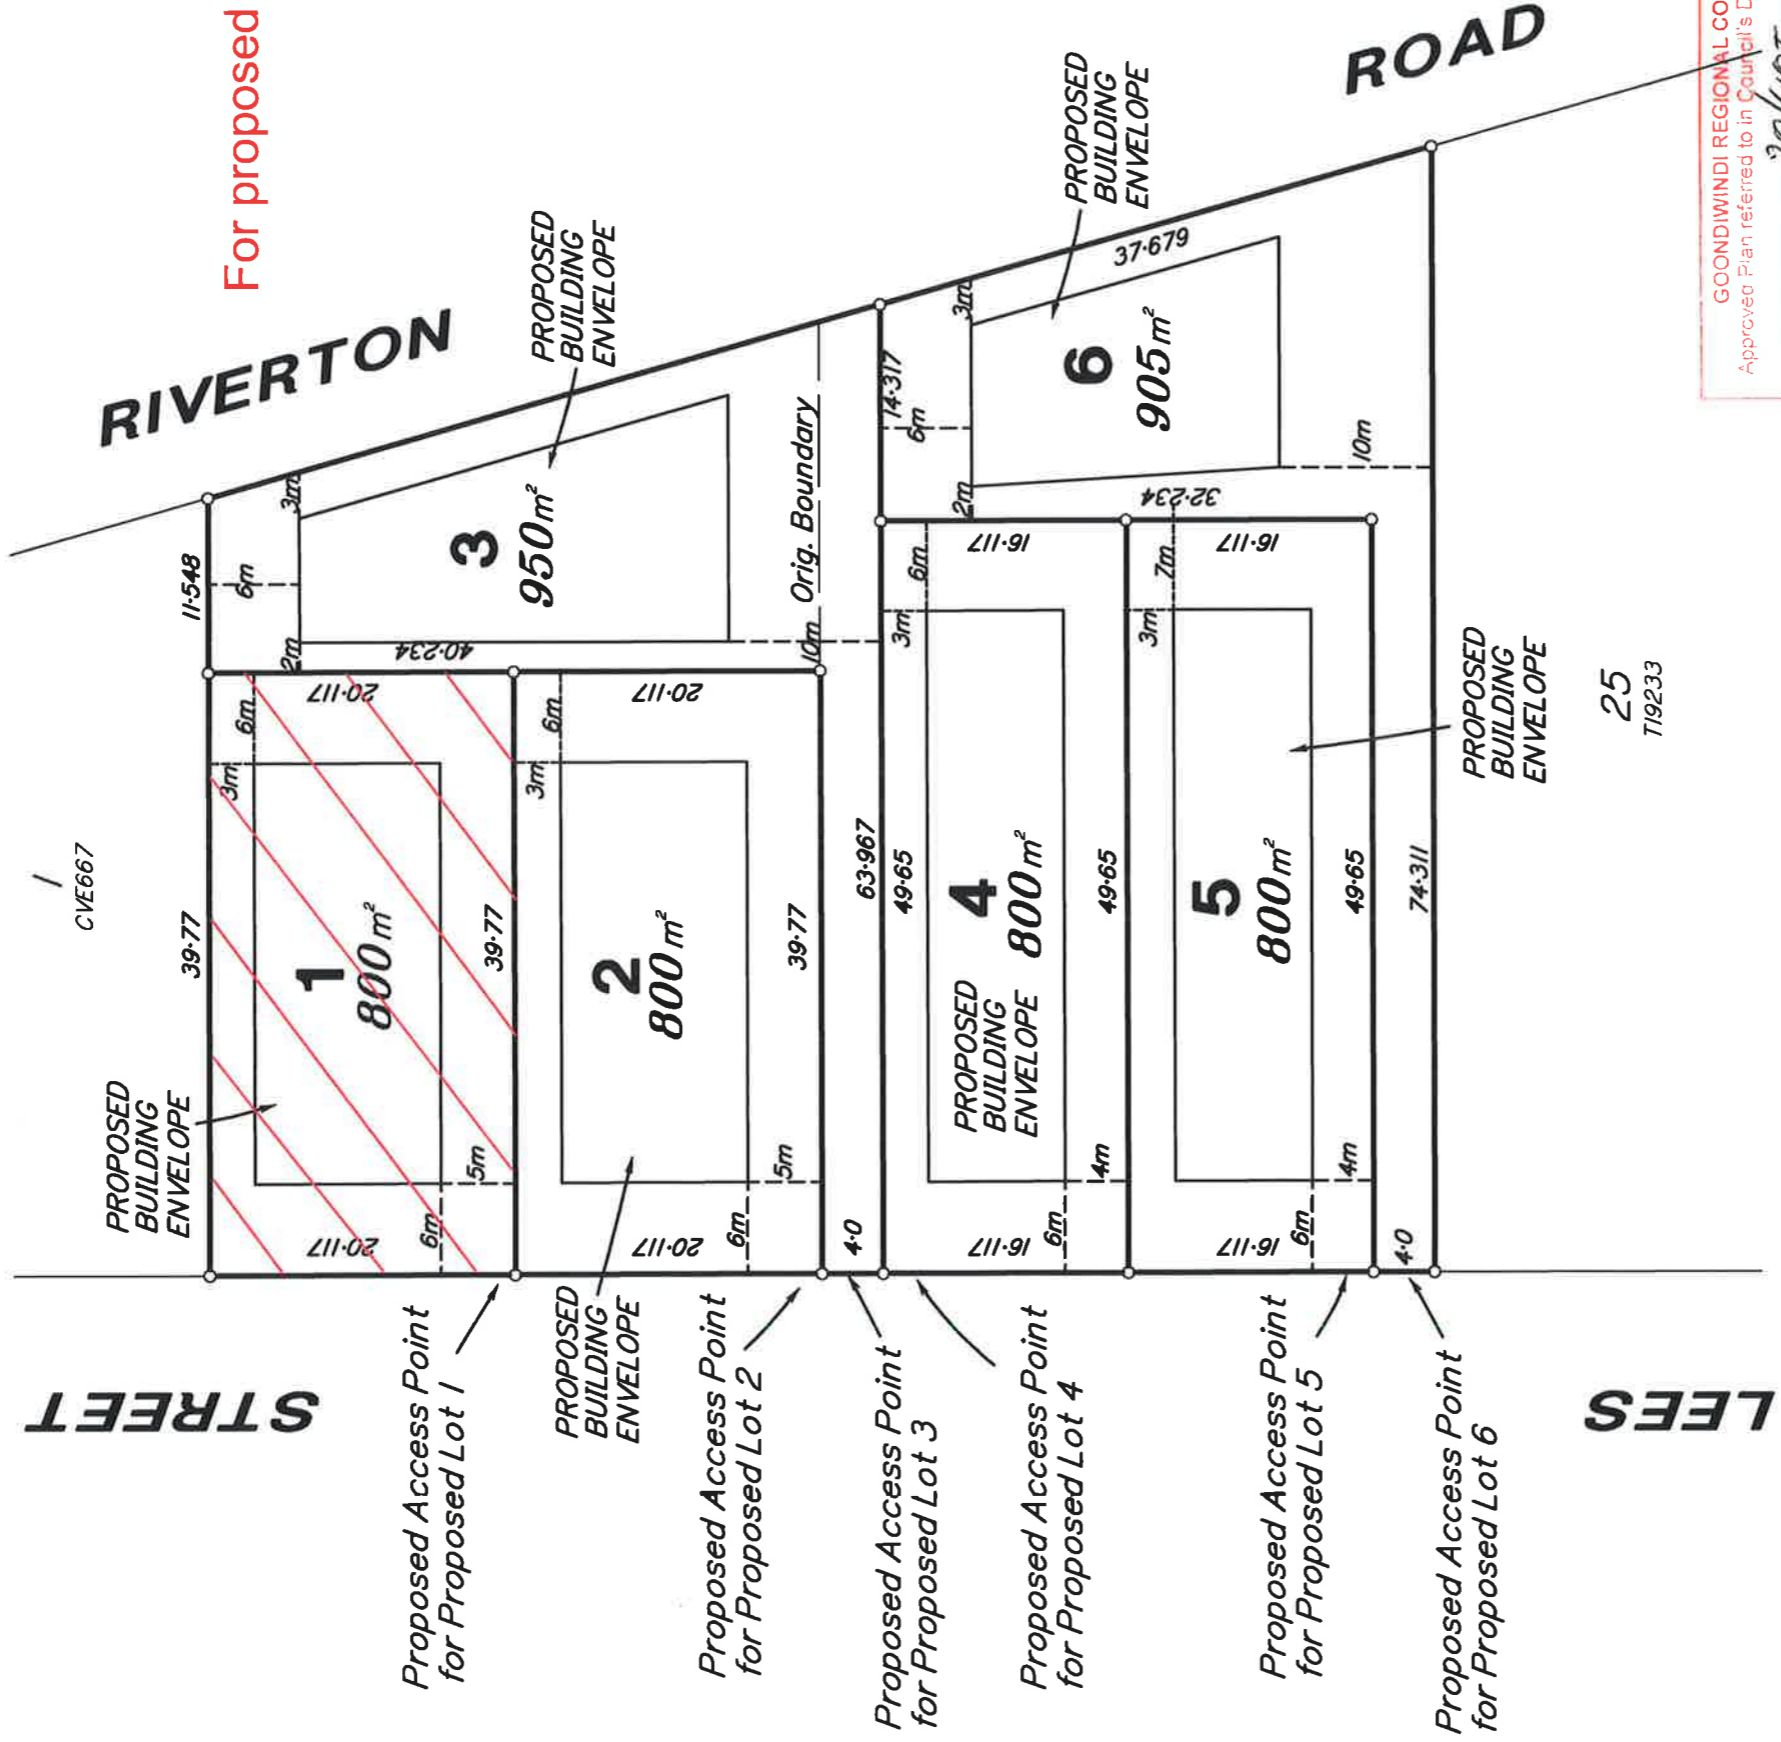 For proposed
RIVERTON
ROAD
STREET
LEES
GOONDIWINDI REGIONAL CO
Approved Plan referred to in Council's D
1
CVE667
25
T19233
11·548
6m
3m
2m
40·234
3
950m²
PROPOSED
BUILDING
ENVELOPE
10m
Orig. Boundary
39·77
3m
6m
20·117
1
800m²
PROPOSED
BUILDING
ENVELOPE
20·117
6m
5m
39·77
3m
6m
20·117
2
800m²
PROPOSED
BUILDING
ENVELOPE
20·117
6m
5m
39·77
4·0
63·967
14·317
6m
3m
2m
37·679
32·234
6
905m²
PROPOSED
BUILDING
ENVELOPE
10m
49·65
3m
6m
16·117
4
800m²
PROPOSED
BUILDING
ENVELOPE
16·117
6m
4m
49·65
3m
7m
16·117
5
800m²
PROPOSED
BUILDING
ENVELOPE
16·117
6m
4m
49·65
4·0
74·311
Proposed Access Point
for Proposed Lot 1
Proposed Access Point
for Proposed Lot 2
Proposed Access Point
for Proposed Lot 3
Proposed Access Point
for Proposed Lot 4
Proposed Access Point
for Proposed Lot 5
Proposed Access Point
for Proposed Lot 6